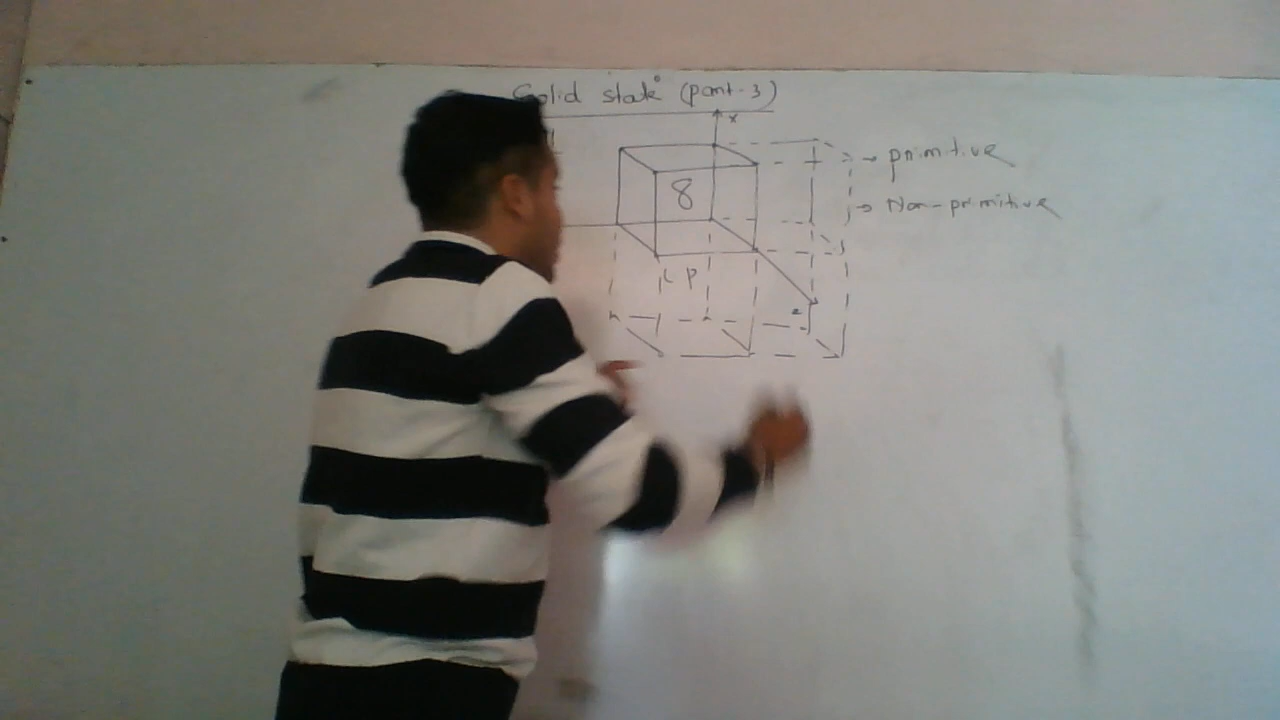 Solid state (part-3)
x
→ primitive
8
→ Non-primitive
C P
z